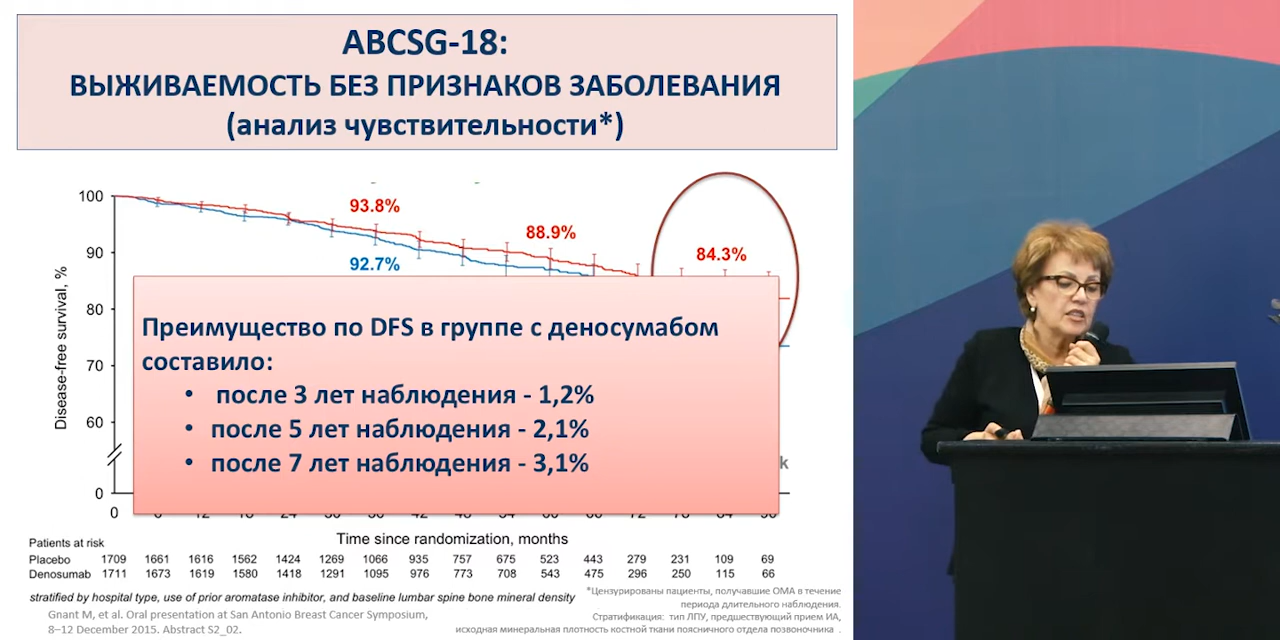 ABCSG-18:
ВЫЖИВАЕМОСТЬ БЕЗ ПРИЗНАКОВ ЗАБОЛЕВАНИЯ
(анализ чувствительности*)
Disease-free survival, %
100
90
80
70
60
0
93.8%
92.7%
88.9%
84.3%
Преимущество по DFS в группе с деносумабом
составило:
• после 3 лет наблюдения - 1,2%
• после 5 лет наблюдения - 2,1%
• после 7 лет наблюдения - 3,1%
k
0 6 12 18 24 30 36 42 48 54 60 66 72 78 84 90
Time since randomization, months
Patients at risk
Placebo 1709 1661 1616 1562 1424 1269 1066 935 757 675 523 443 279 231 109 69
Denosumab 1711 1673 1619 1580 1418 1291 1095 976 773 708 543 475 296 250 115 66
stratified by hospital type, use of prior aromatase inhibitor, and baseline lumbar spine bone mineral density
Gnant M, et al. Oral presentation at San Antonio Breast Cancer Symposium,
8–12 December 2015. Abstract S2_02.
*Цензурированы пациенты, получавшие ОМА в течение
периода длительного наблюдения.
Стратификация: тип ЛПУ, предшествующий прием ИА,
исходная минеральная плотность костной ткани поясничного отдела позвоночника .